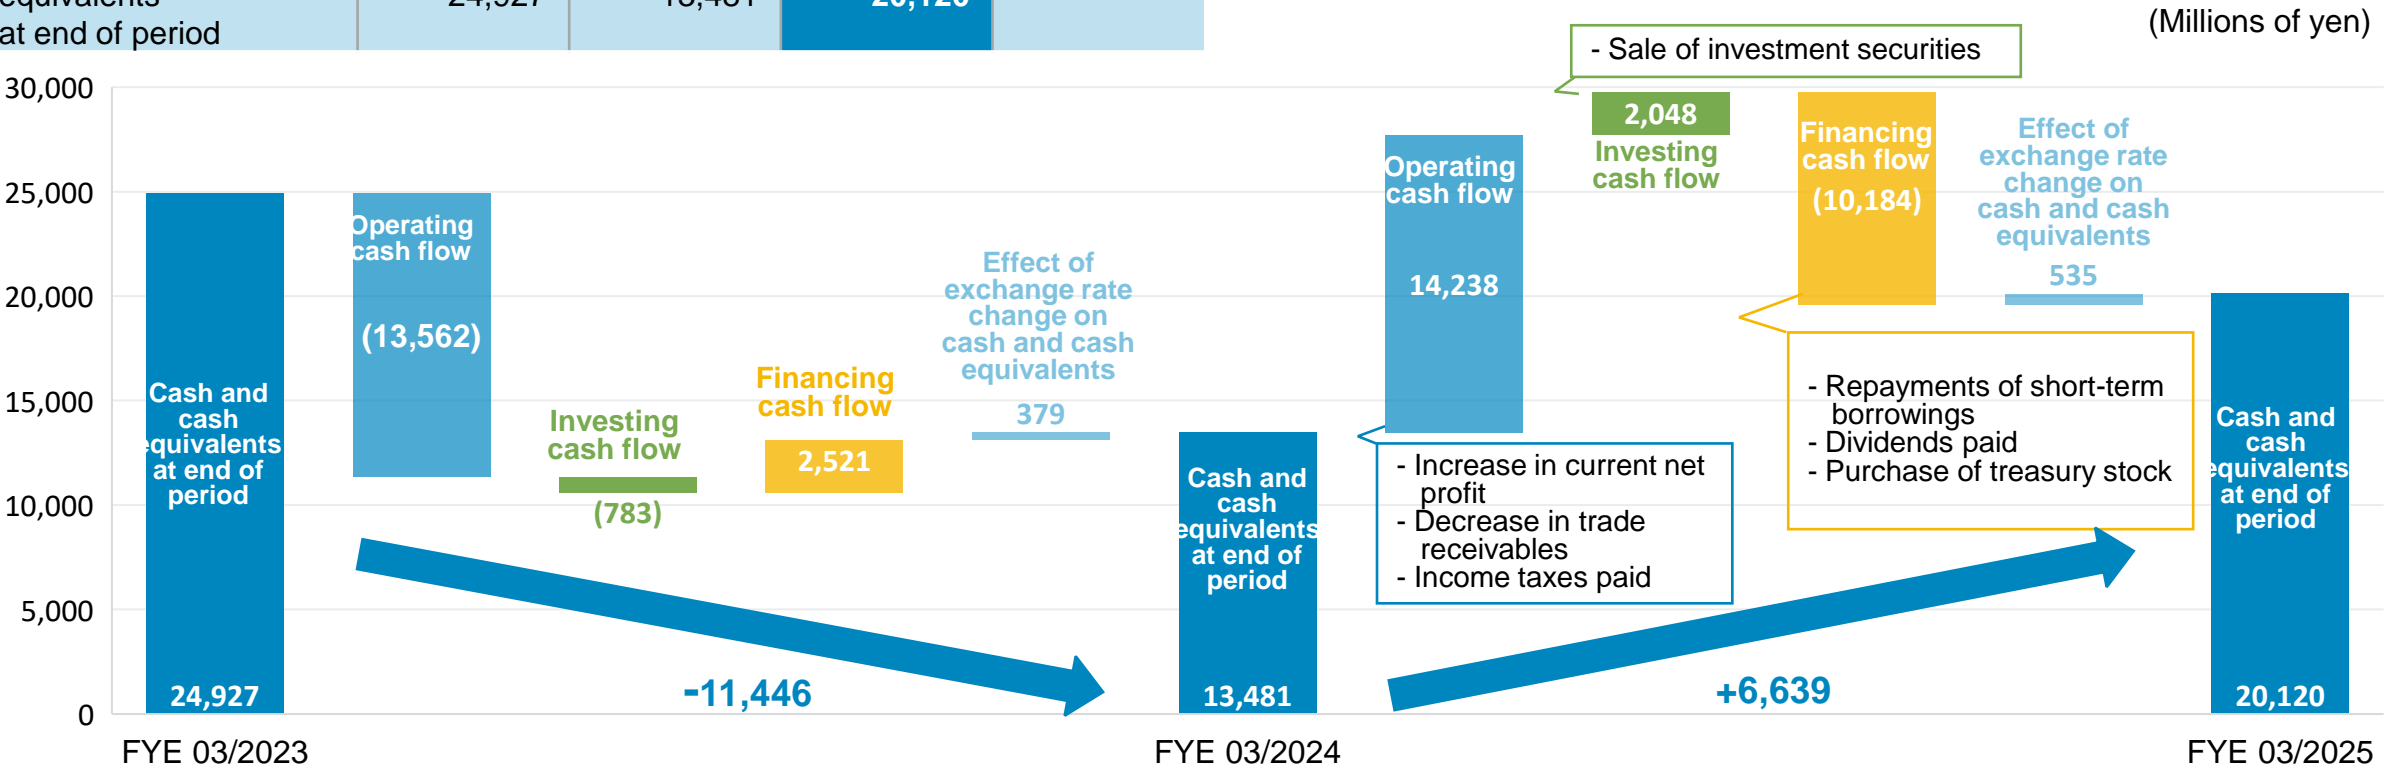 equivalents
at end of period
24,927
13,481
20,120
(Millions of yen)
- Sale of investment securities
30,000
25,000
20,000
15,000
10,000
5,000
0
Cash and
cash
equivalents
at end of
period
24,927
Operating
cash flow
(13,562)
Investing
cash flow
(783)
Financing
cash flow
2,521
Effect of
exchange rate
change on
cash and cash
equivalents
379
-11,446
Cash and
cash
equivalents
at end of
period
13,481
Operating
cash flow
14,238
- Increase in current net
profit
- Decrease in trade
receivables
- Income taxes paid
2,048
Investing
cash flow
Financing
cash flow
(10,184)
- Repayments of short-term
borrowings
- Dividends paid
- Purchase of treasury stock
Effect of
exchange rate
change on
cash and cash
equivalents
535
+6,639
Cash and
cash
equivalents
at end of
period
20,120
FYE 03/2023
FYE 03/2024
FYE 03/2025